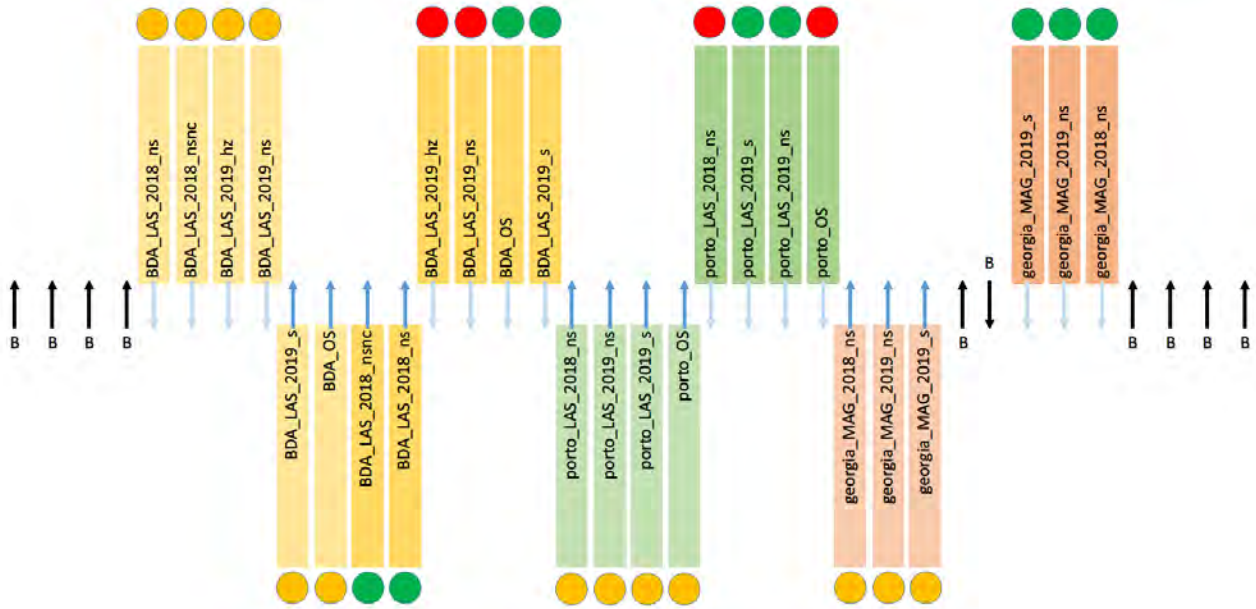 BDA_LAS_2018_ns
BDA_LAS_2018_nsnc
BDA_LAS_2019_hz
BDA_LAS_2019_ns
BDA_LAS_2019_hz
BDA_LAS_2019_ns
BDA_OS
BDA_LAS_2019_s
porto_LAS_2018_ns
porto_LAS_2019_s
porto_LAS_2019_ns
porto_OS
B
georgia_MAG_2019_s
georgia_MAG_2019_ns
georgia_MAG_2018_ns
B
B
B
B
BDA_LAS_2019_s
BDA_OS
BDA_LAS_2018_nsnc
BDA_LAS_2018_ns
porto_LAS_2018_ns
porto_LAS_2019_ns
porto_LAS_2019_s
porto_OS
georgia_MAG_2018_ns
georgia_MAG_2019_ns
georgia_MAG_2019_s
B
B
B
B
B